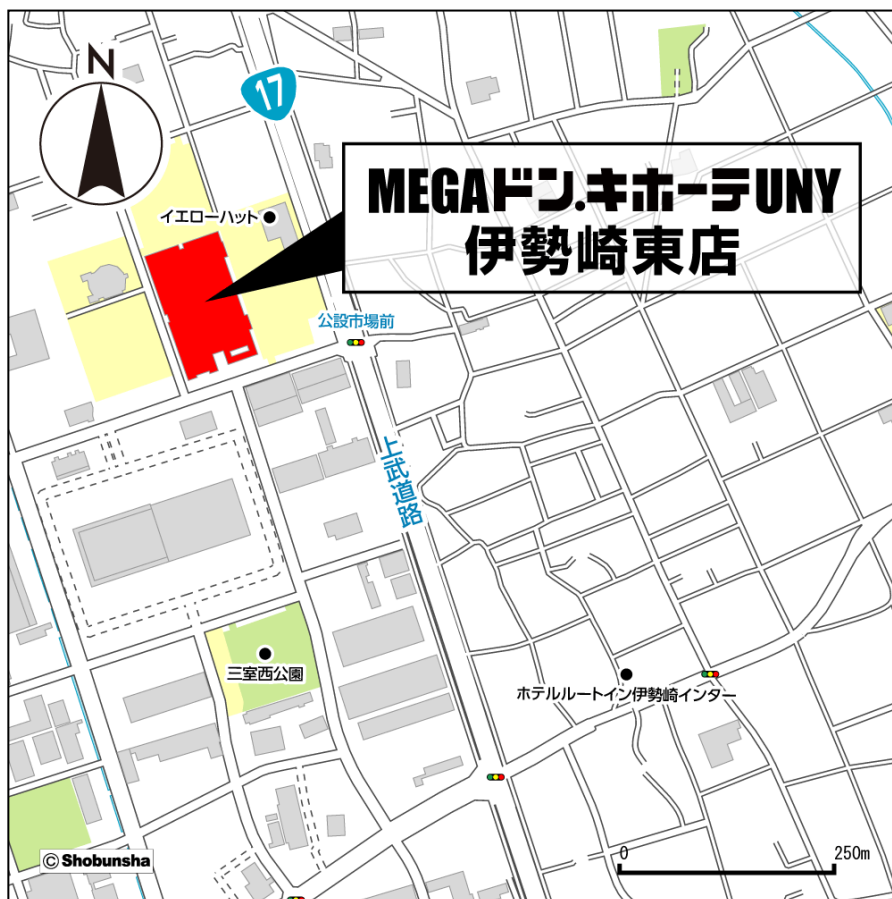 N
17
MEGAドン.キホーテUNY
伊勢崎東店
イエローハット
公設市場前
上武道路
三室西公園
ホテルルートイン伊勢崎インター
© Shobunsha
0 250m